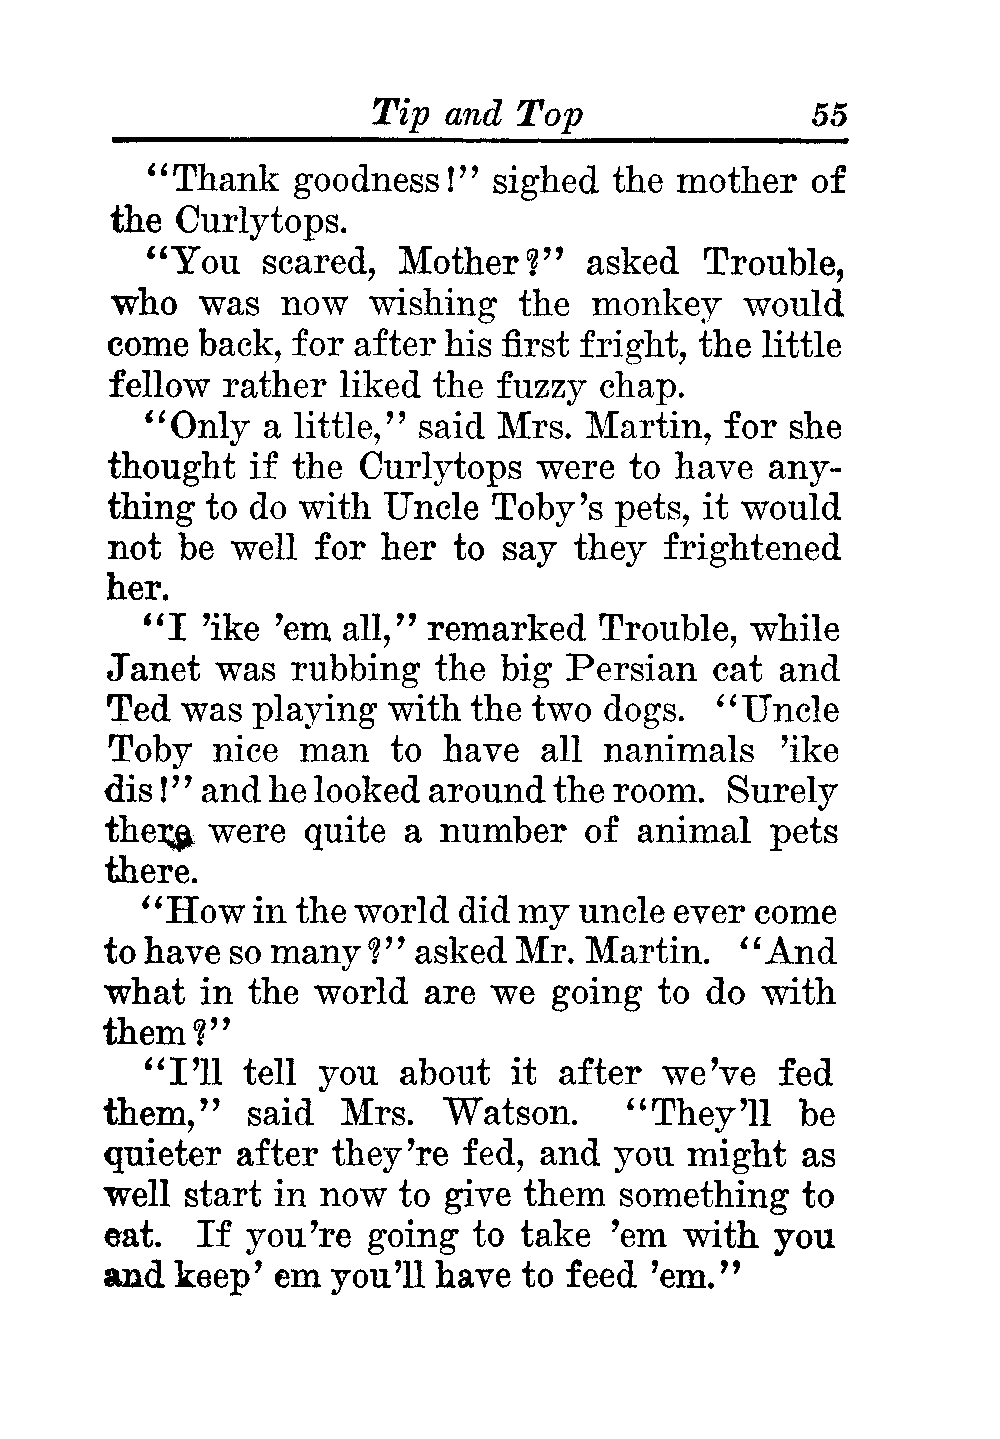 Tip and Top 55
"Thank goodness!" sighed the mother of
the Curlytops.
"You scared, Mother?" asked Trouble,
who was now wishing the monkey would
come back, for after his first fright, the little
fellow rather liked the fuzzy chap.
"Only a little," said Mrs. Martin, for she
thought if the Curlytops were to have any-
thing to do with Uncle Toby's pets, it would
not be well for her to say they frightened
her.
"I 'ike 'em all," remarked Trouble, while
Janet was rubbing the big Persian cat and
Ted was playing with the two dogs. "Uncle
Toby nice man to have all nanimals 'ike
dis!" and he looked around the room. Surely
there were quite a number of animal pets
there.
"How in the world did my uncle ever come
to have so many?" asked Mr. Martin. "And
what in the world are we going to do with
them?"
"I'll tell you about it after we've fed
them," said Mrs. Watson. "They'll be
quieter after they're fed, and you might as
well start in now to give them something to
eat. If you're going to take 'em with you
and keep' em you'll have to feed 'em."